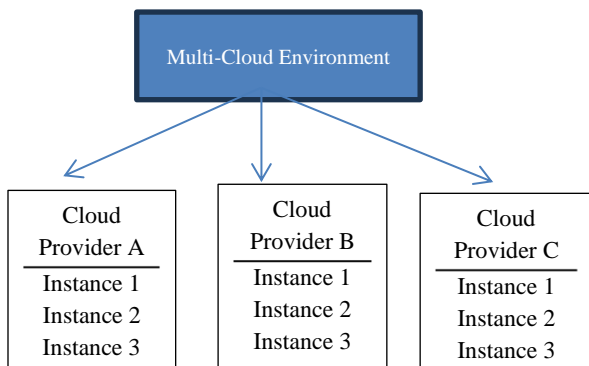 Multi-Cloud Environment
Cloud
Provider A
Instance 1
Instance 2
Instance 3
Cloud
Provider B
Instance 1
Instance 2
Instance 3
Cloud
Provider C
Instance 1
Instance 2
Instance 3